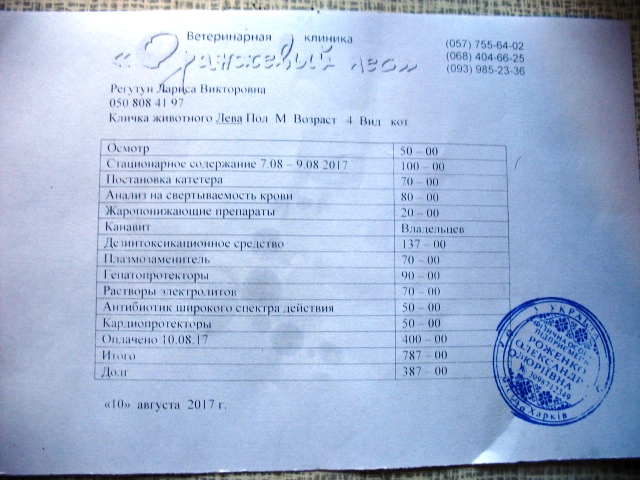 Ветеринарная клиника
«Оранжевый лев»
(057) 755-64-02
(068) 404-66-25
(093) 985-23-36
Регутун Лариса Викторовна
050 808 41 97
Кличка животного Лева Пол М Возраст 4 Вид кот
Осмотр 50 – 00
Стационарное содержание 7.08 – 9.08 2017 100 – 00
Постановка катетера 70 – 00
Анализ на свертываемость крови 80 – 00
Жаропонижающие препараты 20 – 00
Канавит Владельцев
Дезинтоксикационное средство 137 – 00
Плазмозаменитель 70 – 00
Гепатопротекторы 90 – 00
Растворы электролитов 70 – 00
Антибиотик широкого спектра действия 50 – 00
Кардиопротекторы 50 – 00
Оплачено 10.08.17 400 – 00
Итого 787 – 00
Долг 387 – 00
«10» августа 2017 г.
УКРАЇНА
РОЖЕНКО
ОЛЕКСАНДРА
ЮРІЇВНА
місто Харків